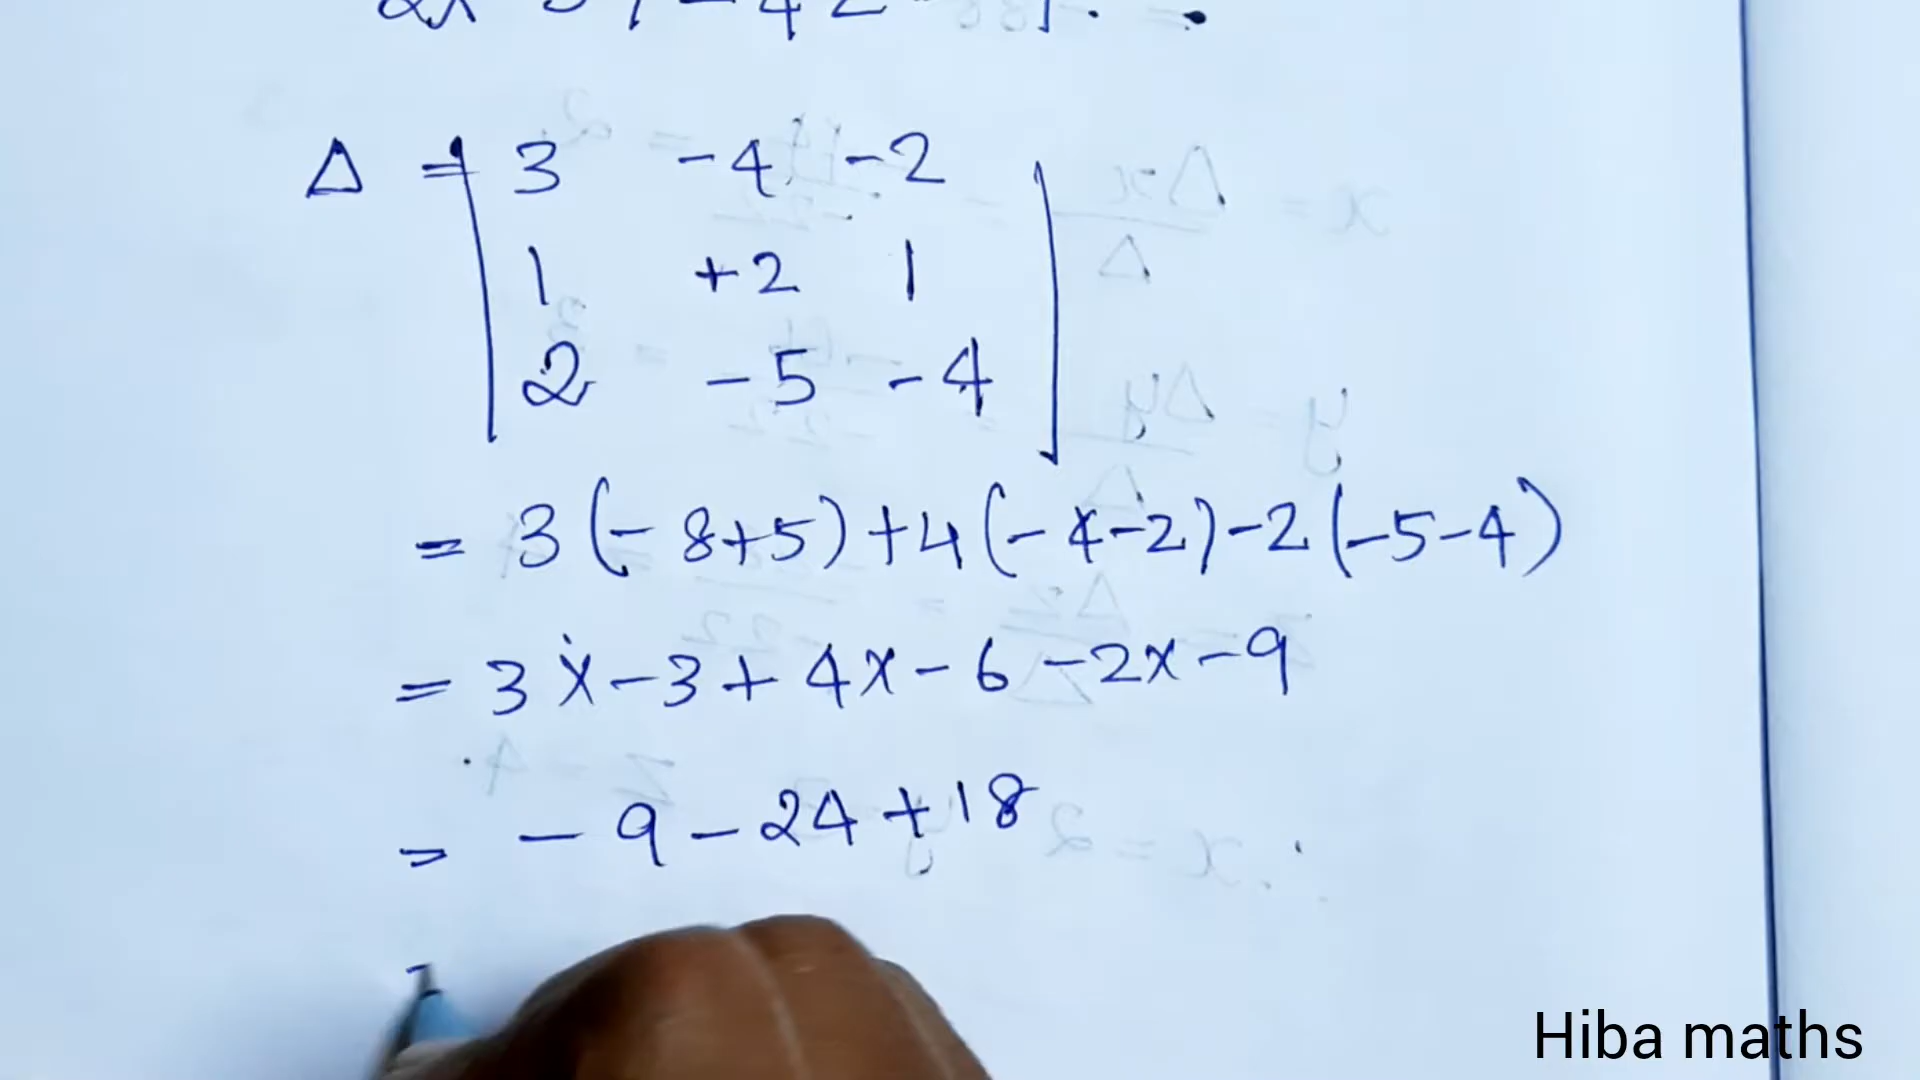 Δ = | 3 -4 -2 |
| 1 +2 1 |
| 2 -5 -4 |
= 3(-8+5)+4(-4-2)-2(-5-4)
= 3x-3+4x-6-2x-9
= -9-24+18
Hiba maths